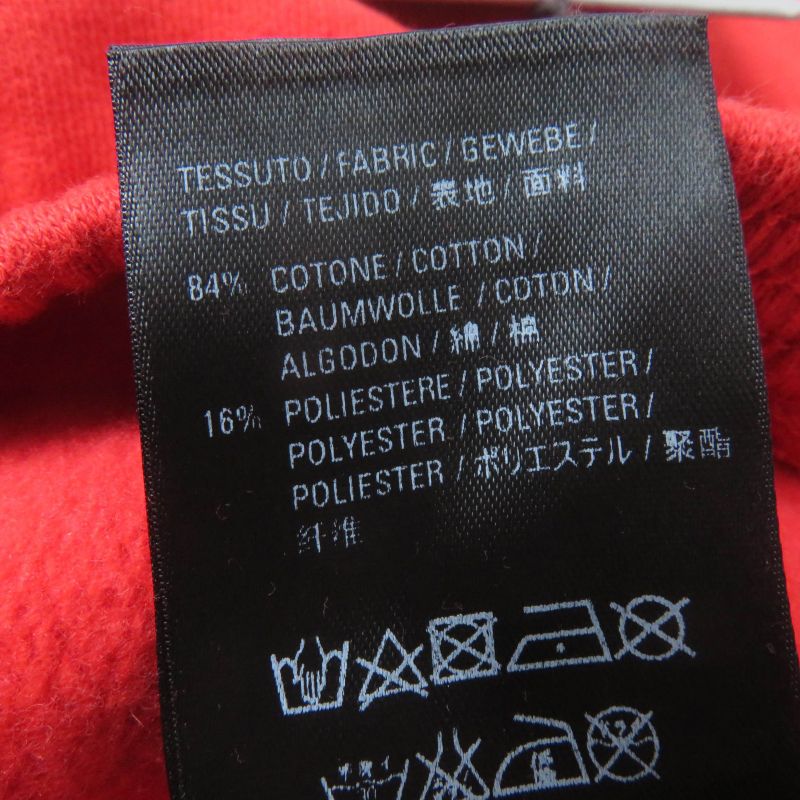 TESSUTO / FABRIC / GEWEBE /
TISSU / TEJIDO / 表地 / 面料
84% COTONE / COTTON /
BAUMWOLLE / COTON /
ALGODON / 綿 / 棉
16% POLIESTERE / POLYESTER /
POLYESTER / POLYESTER /
POLIESTER / ポリエステル / 聚酯
纤维